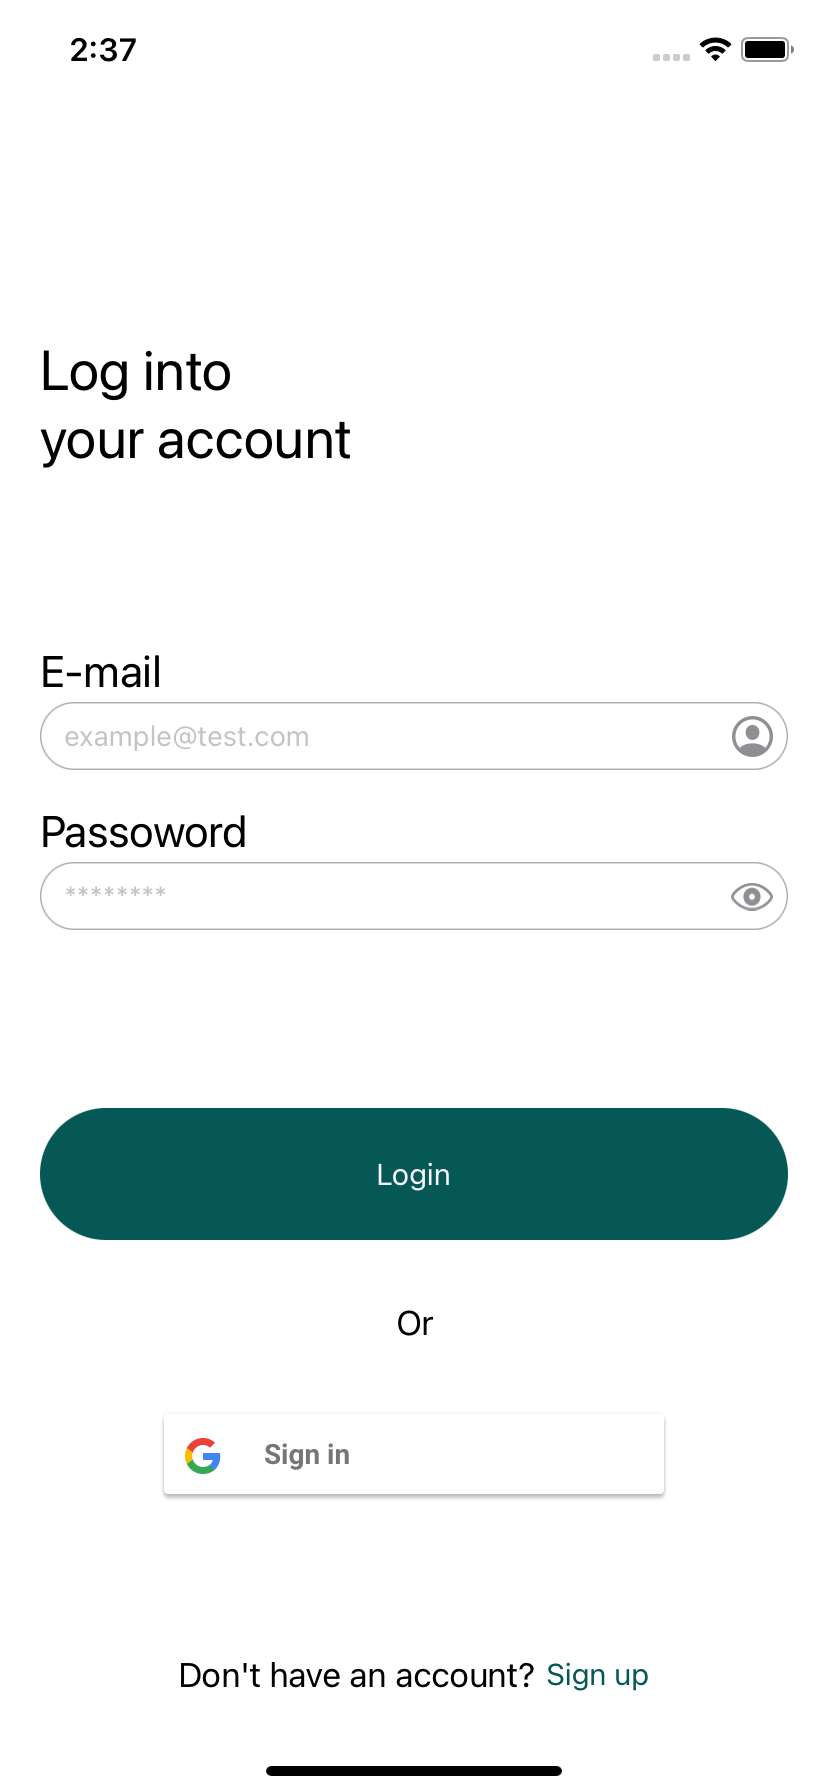 2:37
Log into
your account
E-mail
example@test.com
Passoword
********
Login
Or
Sign in
Don't have an account? Sign up